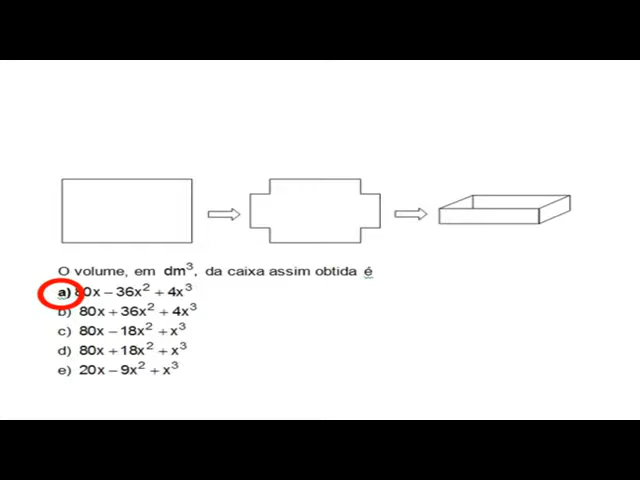 O volume, em dm³, da caixa assim obtida é
a) 80x – 36x² + 4x³
b) 80x + 36x² + 4x³
c) 80x – 18x² + x³
d) 80x + 18x² + x³
e) 20x – 9x² + x³